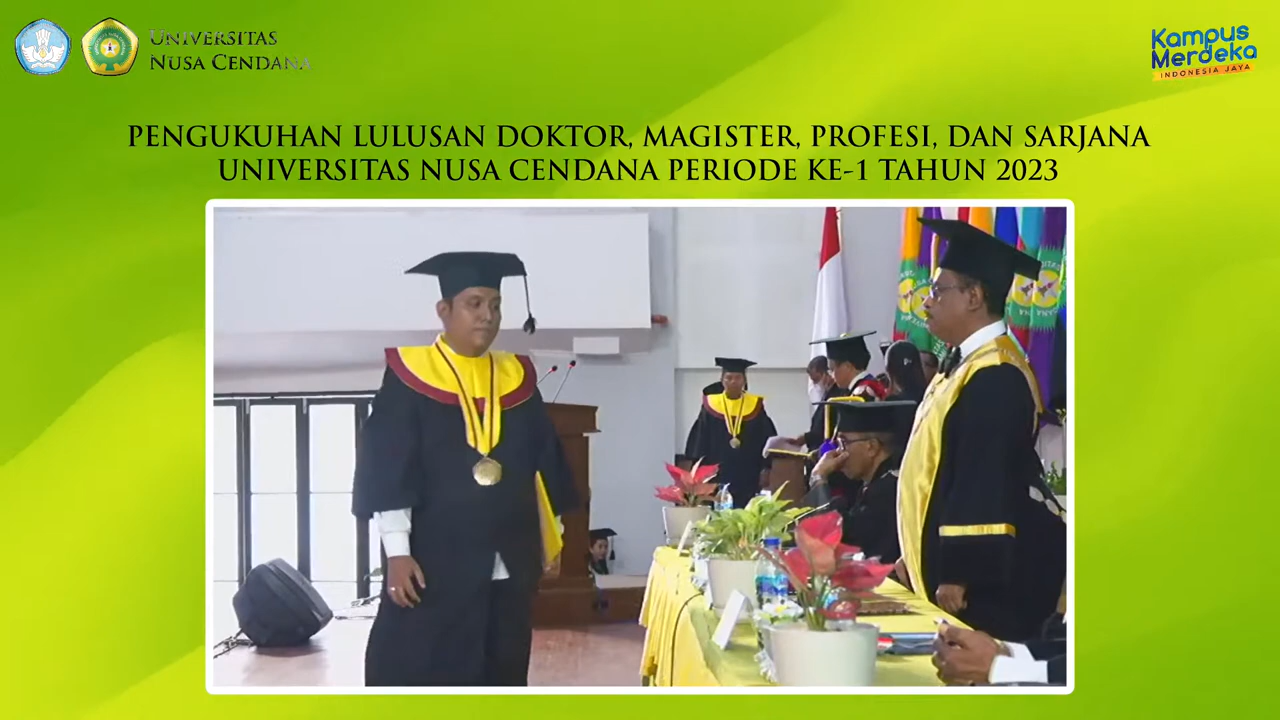 UNIVERSITAS
NUSA CENDANA
Kampus
Merdeka
INDONESIA JAYA
PENGUKUHAN LULUSAN DOKTOR, MAGISTER, PROFESI, DAN SARJANA
UNIVERSITAS NUSA CENDANA PERIODE KE-1 TAHUN 2023